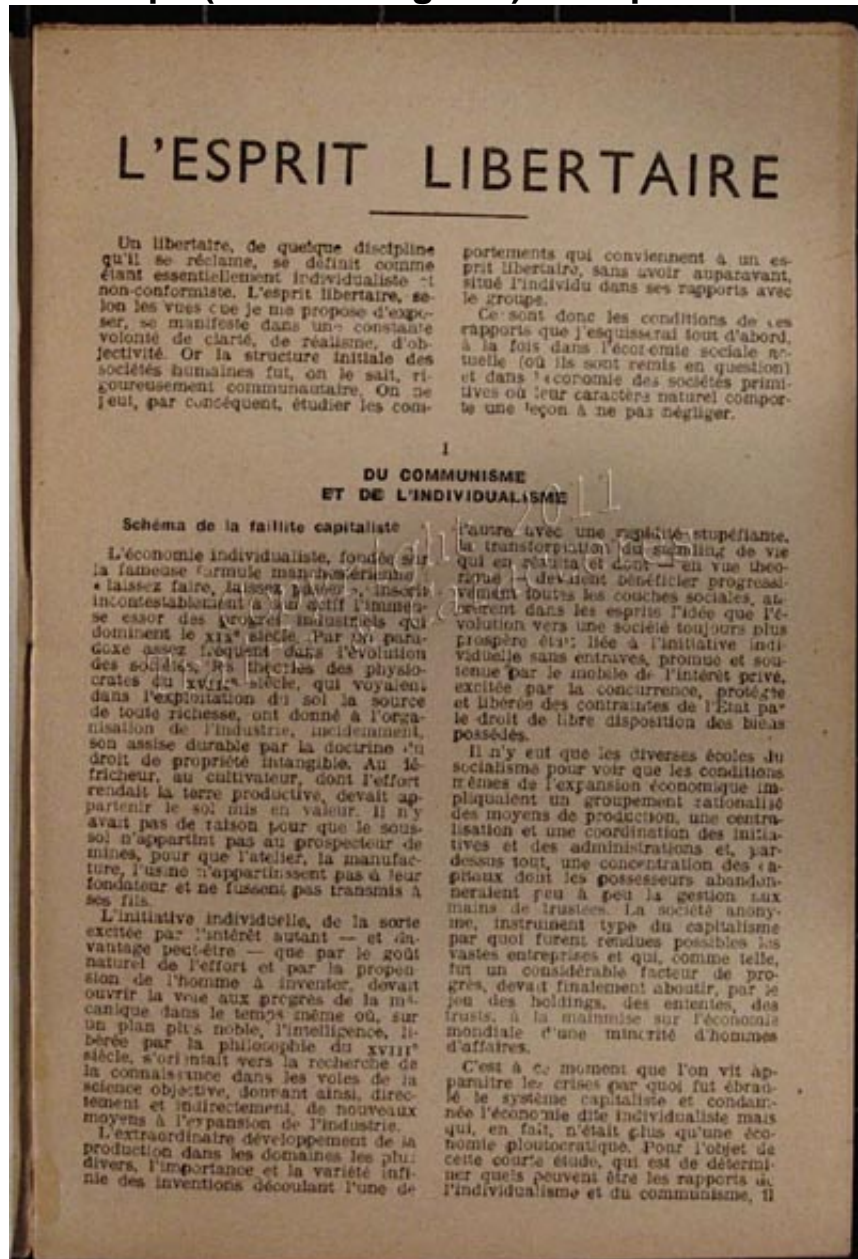 L'ESPRIT LIBERTAIRE
Un libertaire, de quelque discipline
qu'il se réclame, se définit comme
étant essentiellement individualiste et
non-conformiste. L'esprit libertaire, se-
lon les vues que je me propose d'expo-
ser, se manifeste dans une constante
volonté de clarté, de réalisme, d'ob-
jectivité. Or la structure initiale des
sociétés humaines fut, on le sait, ri-
goureusement communautaire. On ne
peut, par conséquent, étudier les com-
portements qui conviennent à un es-
prit libertaire, sans avoir auparavant,
situé l'individu dans ses rapports avec
le groupe.
Ce sont donc les conditions de ces
rapports que j'esquisserai tout d'abord,
à la fois dans l'économie sociale ac-
tuelle (où ils sont remis en question)
et dans l'économie des sociétés primi-
tives où leur caractère naturel compor-
te une leçon à ne pas négliger.
I
DU COMMUNISME
ET DE L'INDIVIDUALISME
Schéma de la faillite capitaliste
L'économie individualiste, fondée sur
la fameuse formule manchestérienne
« laissez faire, laissez passer », inscrit
incontestablement à son actif l'immen-
se essor des progrès industriels qui
dominent le XIXe siècle. Par un para-
doxe assez fréquent dans l'évolution
des sociétés, les théories des physio-
crates du XVIIIe siècle, qui voyaient
dans l'exploitation du sol la source
de toute richesse, ont donné à l'orga-
nisation de l'industrie, incidemment,
son assise durable par la doctrine du
droit de propriété intangible. Au dé-
fricheur, au cultivateur, dont l'effort
rendait la terre productive, devait ap-
partenir le sol mis en valeur. Il n'y
avait pas de raison pour que le sous-
sol n'appartint pas au prospecteur de
mines, pour que l'atelier, la manufac-
ture, l'usine n'appartinssent pas à leur
fondateur et ne fussent pas transmis à
ses fils.
L'initiative individuelle, de la sorte
excitée par l'intérêt autant — et da-
vantage peut-être — que par le goût
naturel de l'effort et par la propen-
sion de l'homme à inventer, devait
ouvrir la voie aux progrès de la mé-
canique dans le temps même où, sur
un plan plus noble, l'intelligence, li-
bérée par la philosophie du XVIIIe
siècle, s'orientait vers la recherche de
la connaissance dans les voies de la
science objective, donnant ainsi, direc-
tement et indirectement, de nouveaux
moyens à l'expansion de l'industrie.
L'extraordinaire développement de la
production dans les domaines les plus
divers, l'importance et la variété infi-
nie des inventions découlant l'une de
l'autre avec une rapidité stupéfiante,
la transformation du standing de vie
qui en résulta et dont — en vue théo-
rique — devaient bénéficier progressi-
vement toutes les couches sociales, an-
crèrent dans les esprits l'idée que l'é-
volution vers une société toujours plus
prospère était liée à l'initiative indi-
viduelle sans entraves, promue et sou-
tenue par le mobile de l'intérêt privé,
excitée par la concurrence, protégée
et libérée des contraintes de l'Etat par
le droit de libre disposition des biens
possédés.
Il n'y eut que les diverses écoles du
socialisme pour voir que les conditions
mêmes de l'expansion économique im-
pliquaient un groupement rationalisé
des moyens de production, une centra-
lisation et une coordination des initia-
tives et des administrations et, par-
dessus tout, une concentration des ca-
pitaux dont les possesseurs abandon-
neraient peu à peu la gestion aux
mains de trustees. La société anony-
me, instrument type du capitalisme
par quoi furent rendues possibles les
vastes entreprises et qui, comme telle,
fut un considérable facteur de pro-
grès, devait finalement aboutir, par le
jeu des holdings, des ententes, des
trusts, à la mainmise sur l'économie
mondiale d'une minorité d'hommes
d'affaires.
C'est à ce moment que l'on vit ap-
paraître les crises par quoi fut ébran-
lé le système capitaliste et condam-
née l'économie dite individualiste mais
qui, en fait, n'était plus qu'une éco-
nomie ploutocratique. Pour l'objet de
cette courte étude, qui est de détermi-
ner quels peuvent être les rapports de
l'individualisme et du communisme, il